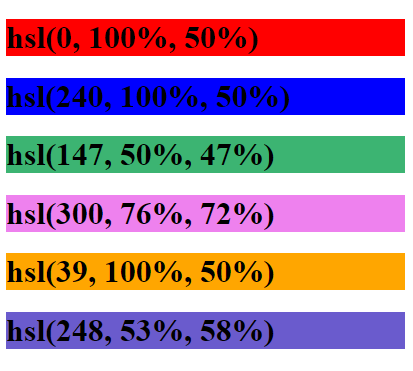 hsl(0, 100%, 50%)
hsl(240, 100%, 50%)
hsl(147, 50%, 47%)
hsl(300, 76%, 72%)
hsl(39, 100%, 50%)
hsl(248, 53%, 58%)